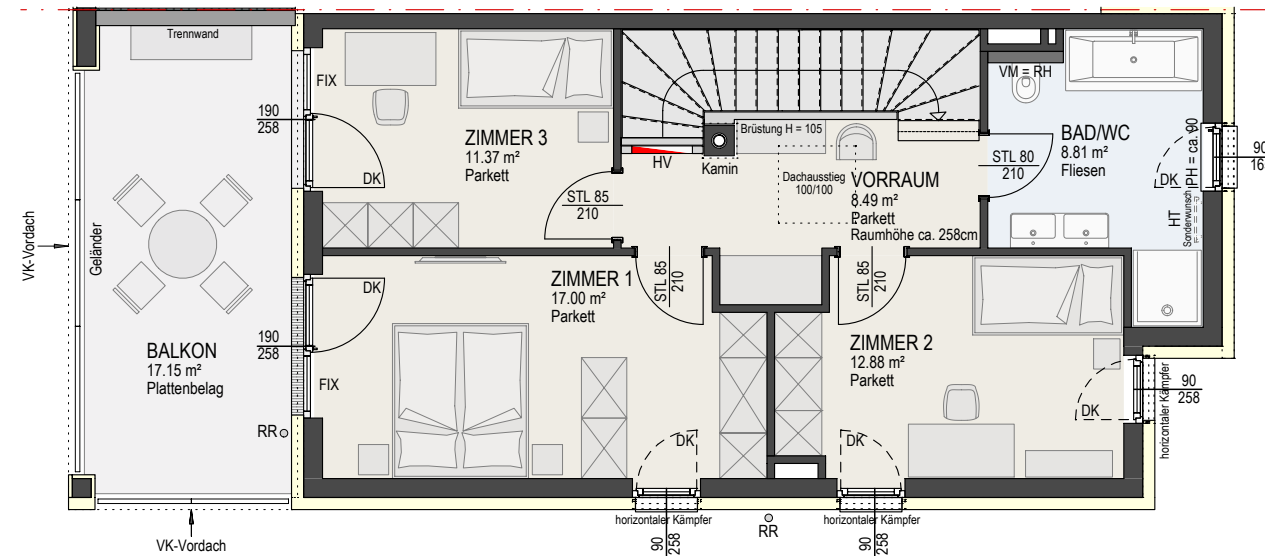 Trennwand
FIX
190
258
DK
ZIMMER 3
11.37 m²
Parkett
STL 85
210
HV
Kamin
Brüstung H = 105
Dachausstieg
100/100
VORRAUM
8.49 m²
Parkett
Raumhöhe ca. 258cm
VM = RH
STL 80
210
BAD/WC
8.81 m²
Fliesen
DK
PH = ca. 90
90
HT
Sonderwunsch
VK-Vordach
Geländer
BALKON
17.15 m²
Plattenbelag
190
258
DK
FIX
RR
ZIMMER 1
17.00 m²
Parkett
STL 85
210
DK
STL 85
210
ZIMMER 2
12.88 m²
Parkett
DK
DK
90
258
horizontaler Kämpfer
horizontaler Kämpfer
90
258
RR
horizontaler Kämpfer
90
258
VK-Vordach